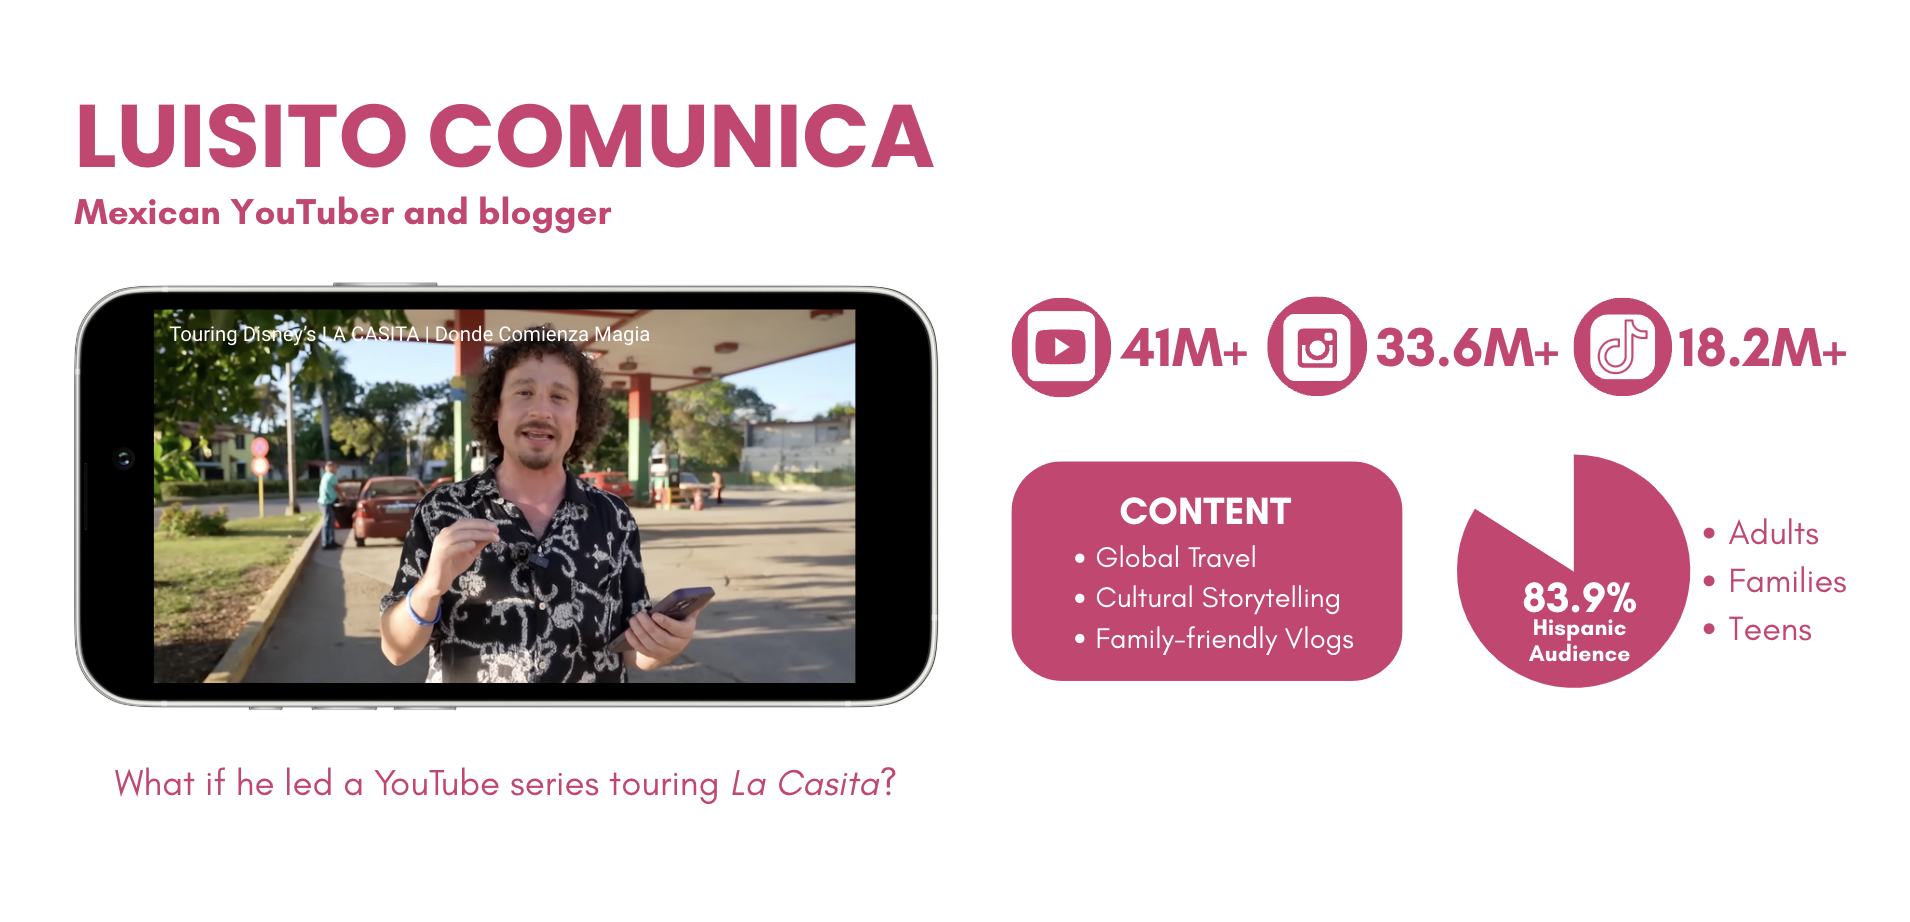 LUISITO COMUNICA
Mexican YouTuber and blogger
Touring Disney's LA CASITA | Donde Comienza Magia
What if he led a YouTube series touring La Casita?
41M+
33.6M+
18.2M+
CONTENT
• Global Travel
• Cultural Storytelling
• Family-friendly Vlogs
83.9%
Hispanic
Audience
• Adults
• Families
• Teens